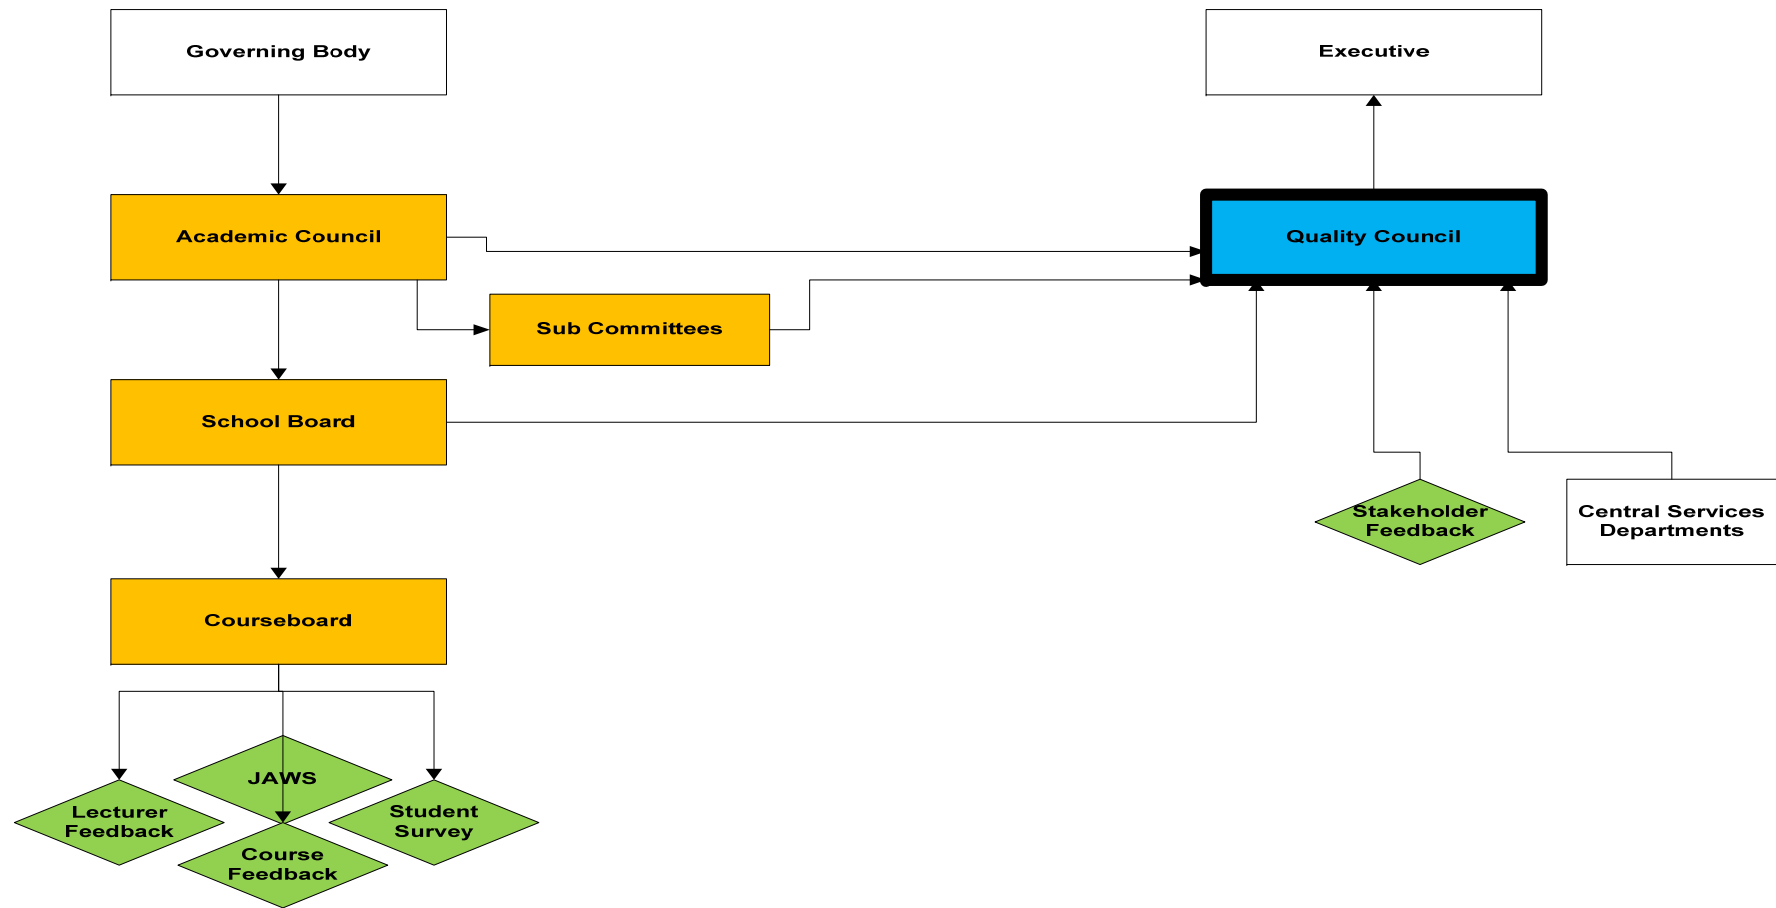 Governing Body
Executive
Academic Council
Quality Council
Sub Committees
School Board
Stakeholder
Feedback
Central Services
Departments
Courseboard
JAWS
Lecturer
Feedback
Student
Survey
Course
Feedback